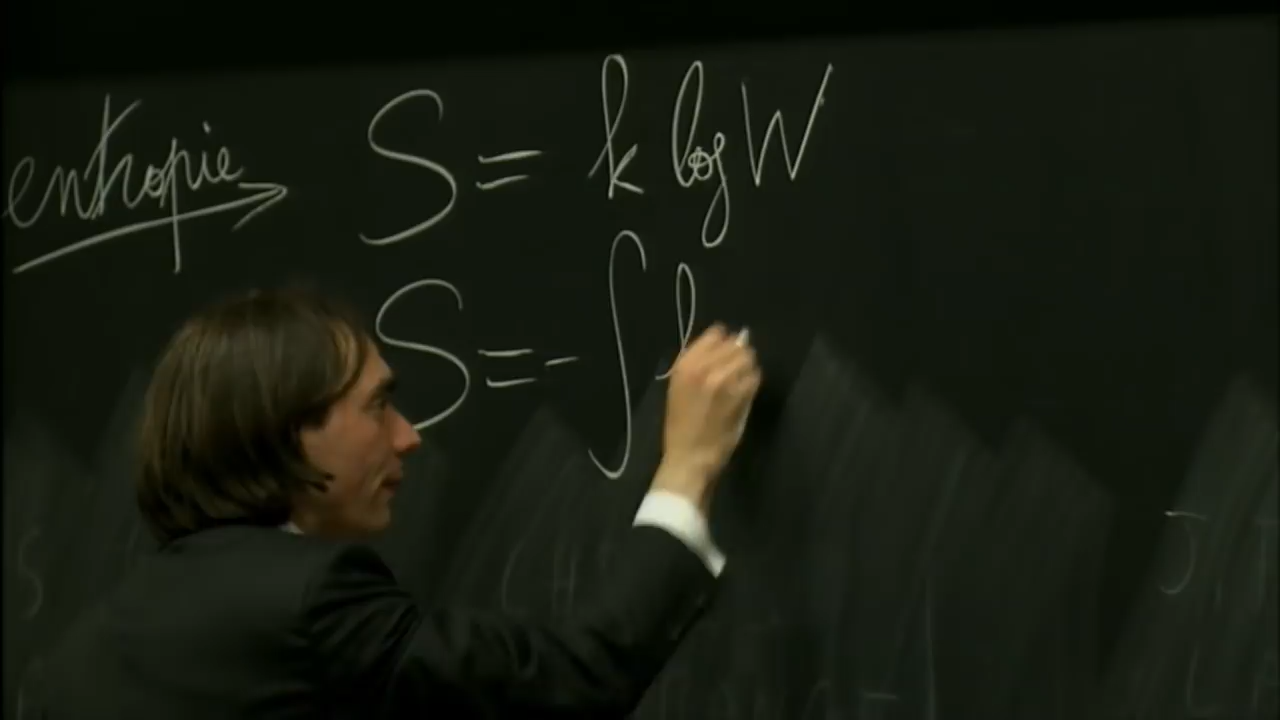 entropie S = k log W
S = - ∫